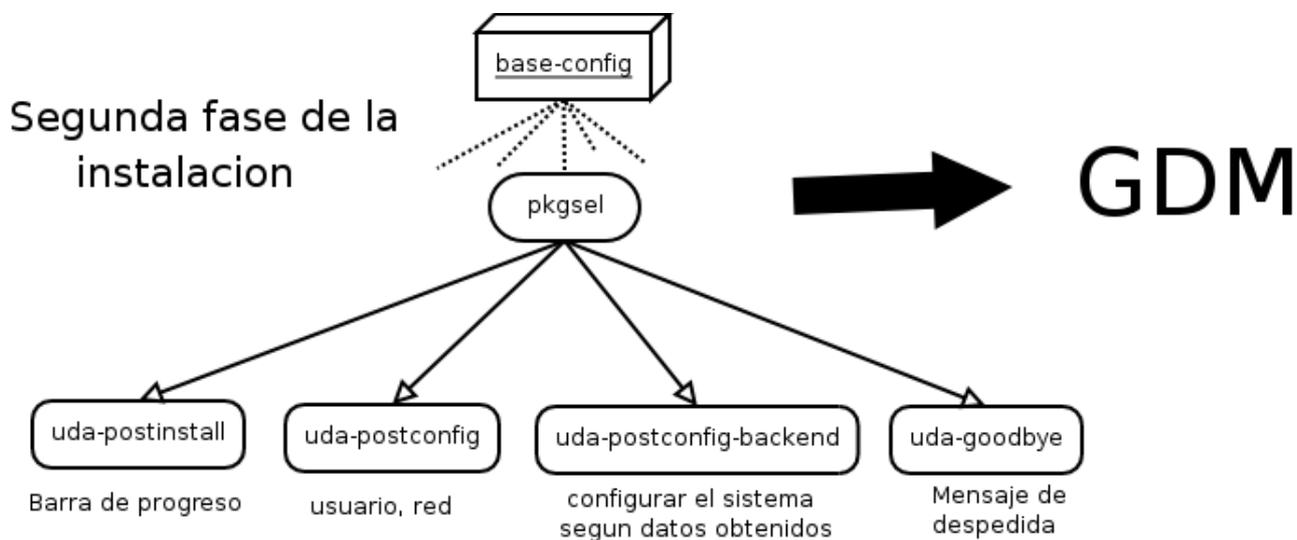 base-config
Segunda fase de la
instalacion
pkgsel
GDM
uda-postinstall
uda-postconfig
uda-postconfig-backend
uda-goodbye
Barra de progreso
usuario, red
configurar el sistema
segun datos obtenidos
Mensaje de
despedida